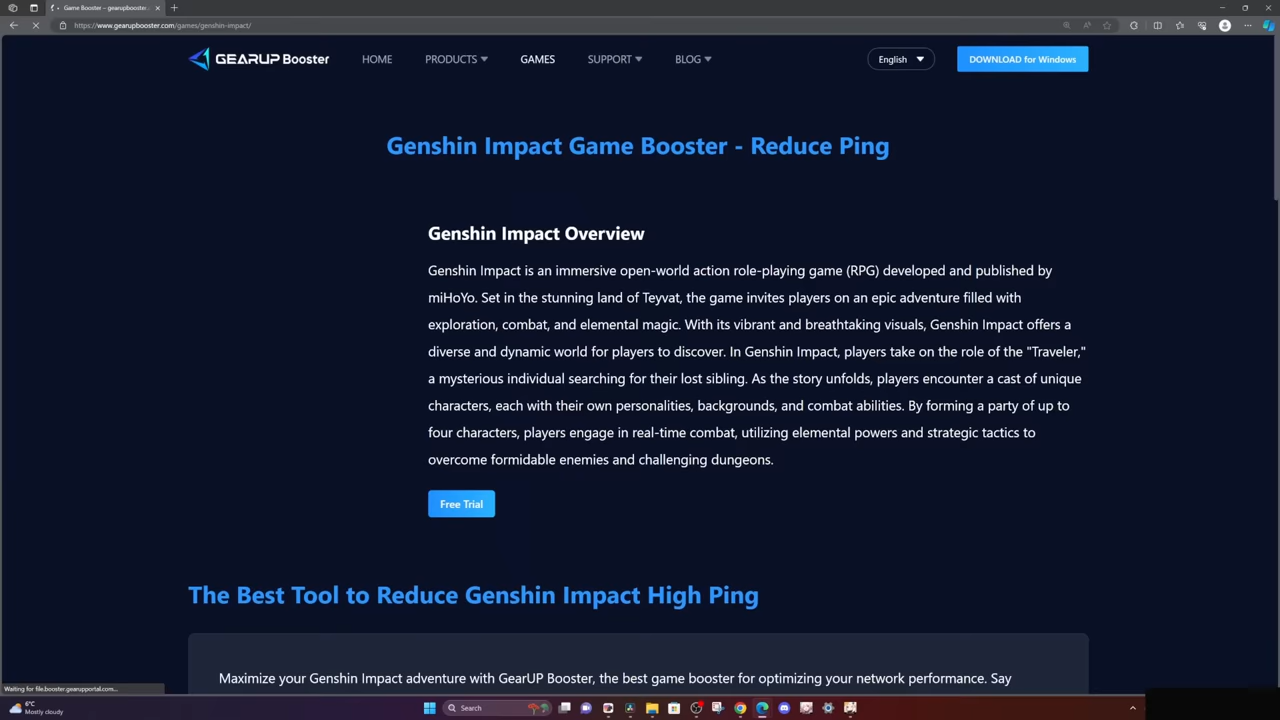 Game Booster – gearupbooster.
https://www.gearupbooster.com/games/genshin-impact/
GEARUP Booster
HOME
PRODUCTS
GAMES
SUPPORT
BLOG
English
DOWNLOAD for Windows
Genshin Impact Game Booster - Reduce Ping
Genshin Impact Overview
Genshin Impact is an immersive open-world action role-playing game (RPG) developed and published by
miHoYo. Set in the stunning land of Teyvat, the game invites players on an epic adventure filled with
exploration, combat, and elemental magic. With its vibrant and breathtaking visuals, Genshin Impact offers a
diverse and dynamic world for players to discover. In Genshin Impact, players take on the role of the "Traveler,"
a mysterious individual searching for their lost sibling. As the story unfolds, players encounter a cast of unique
characters, each with their own personalities, backgrounds, and combat abilities. By forming a party of up to
four characters, players engage in real-time combat, utilizing elemental powers and strategic tactics to
overcome formidable enemies and challenging dungeons.
Free Trial
The Best Tool to Reduce Genshin Impact High Ping
Maximize your Genshin Impact adventure with GearUP Booster, the best game booster for optimizing your network performance. Say
Waiting for file.booster.gearupportal.com...
6°C
Mostly cloudy
Search